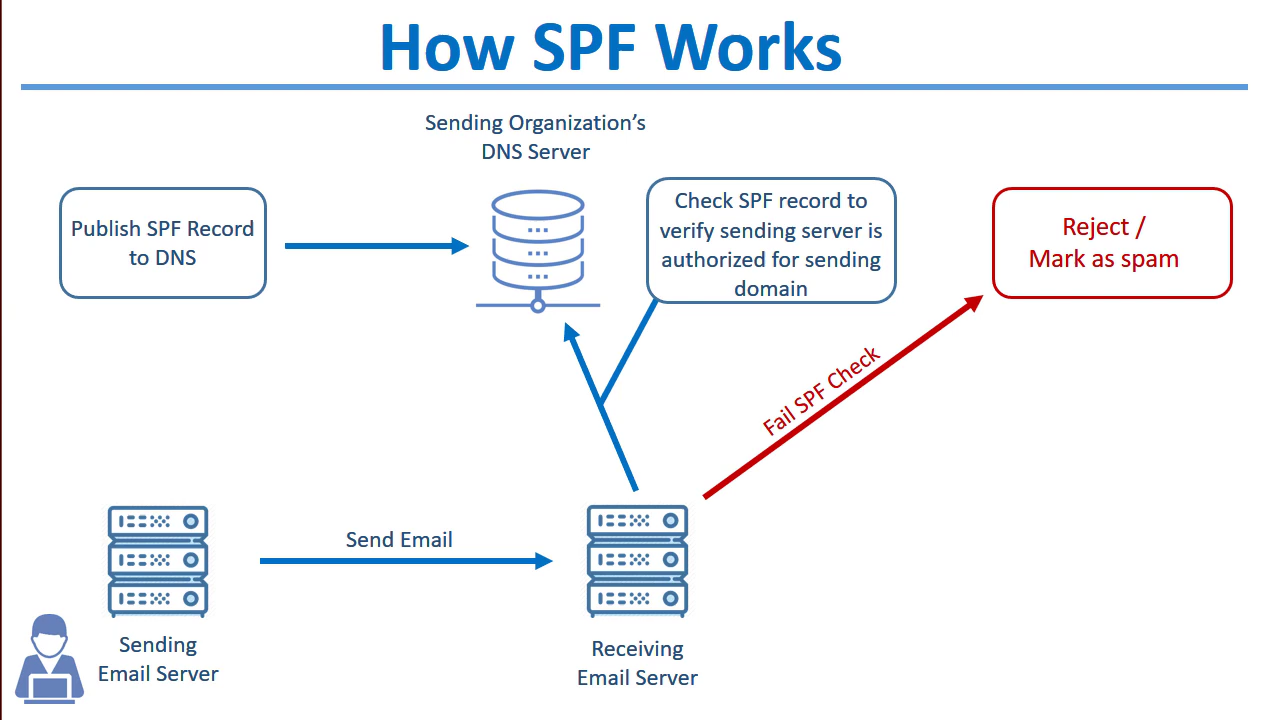 How SPF Works
Sending Organization’s
DNS Server
Publish SPF Record
to DNS
Check SPF record to
verify sending server is
authorized for sending
domain
Reject /
Mark as spam
Fail SPF Check
Send Email
Sending
Email Server
Receiving
Email Server